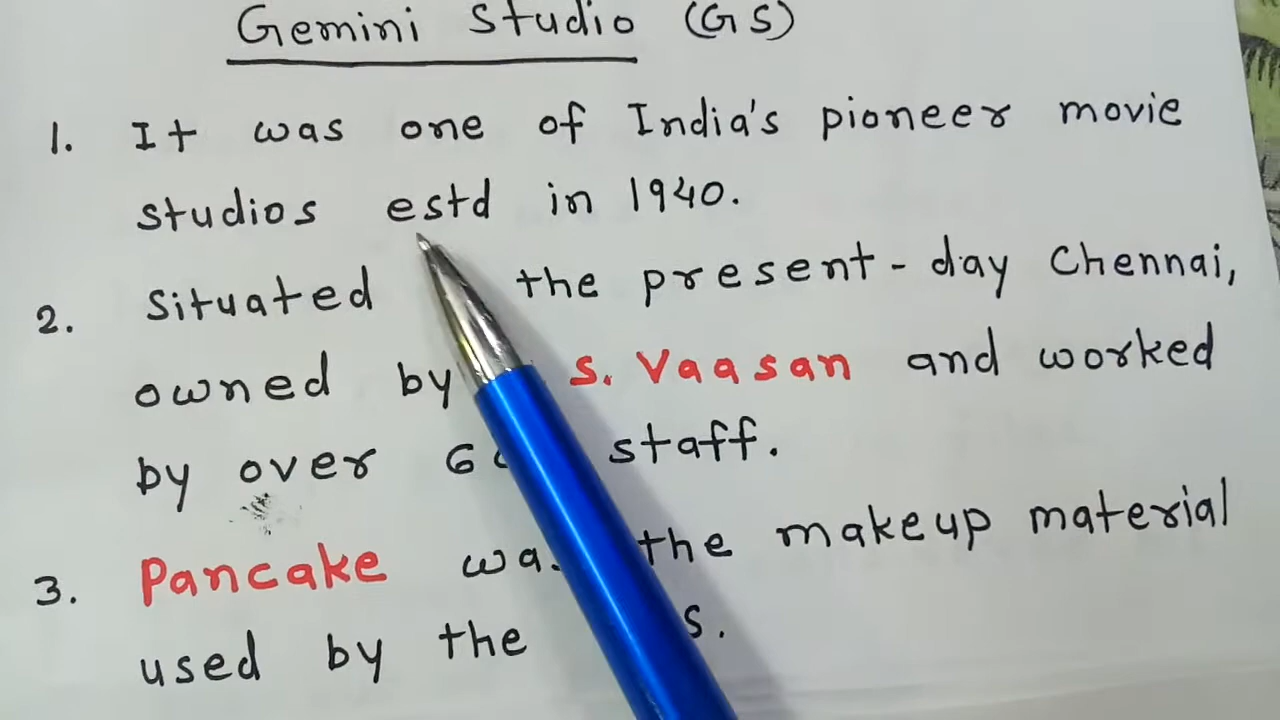 Gemini Studio (GS)
1. It was one of India's pioneer movie
studios estd in 1940.
2. Situated the present-day Chennai,
owned by S. Vaasan and worked
by over staff.
3. Pancake the makeup material
used by the